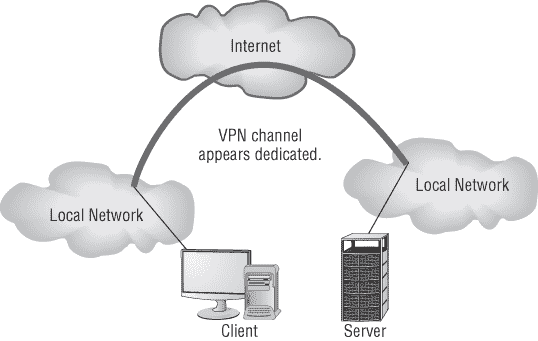 Internet
VPN channel
appears dedicated.
Local Network
Local Network
Client
Server